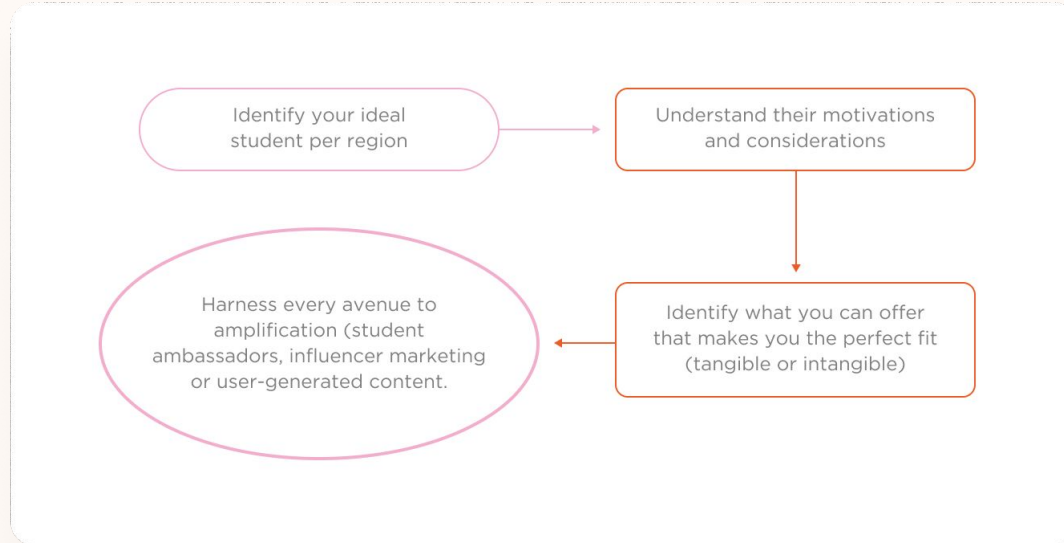 Identify your ideal
student per region
Understand their motivations
and considerations
Identify what you can offer
that makes you the perfect fit
(tangible or intangible)
Harness every avenue to
amplification (student
ambassadors, influencer marketing
or user-generated content.